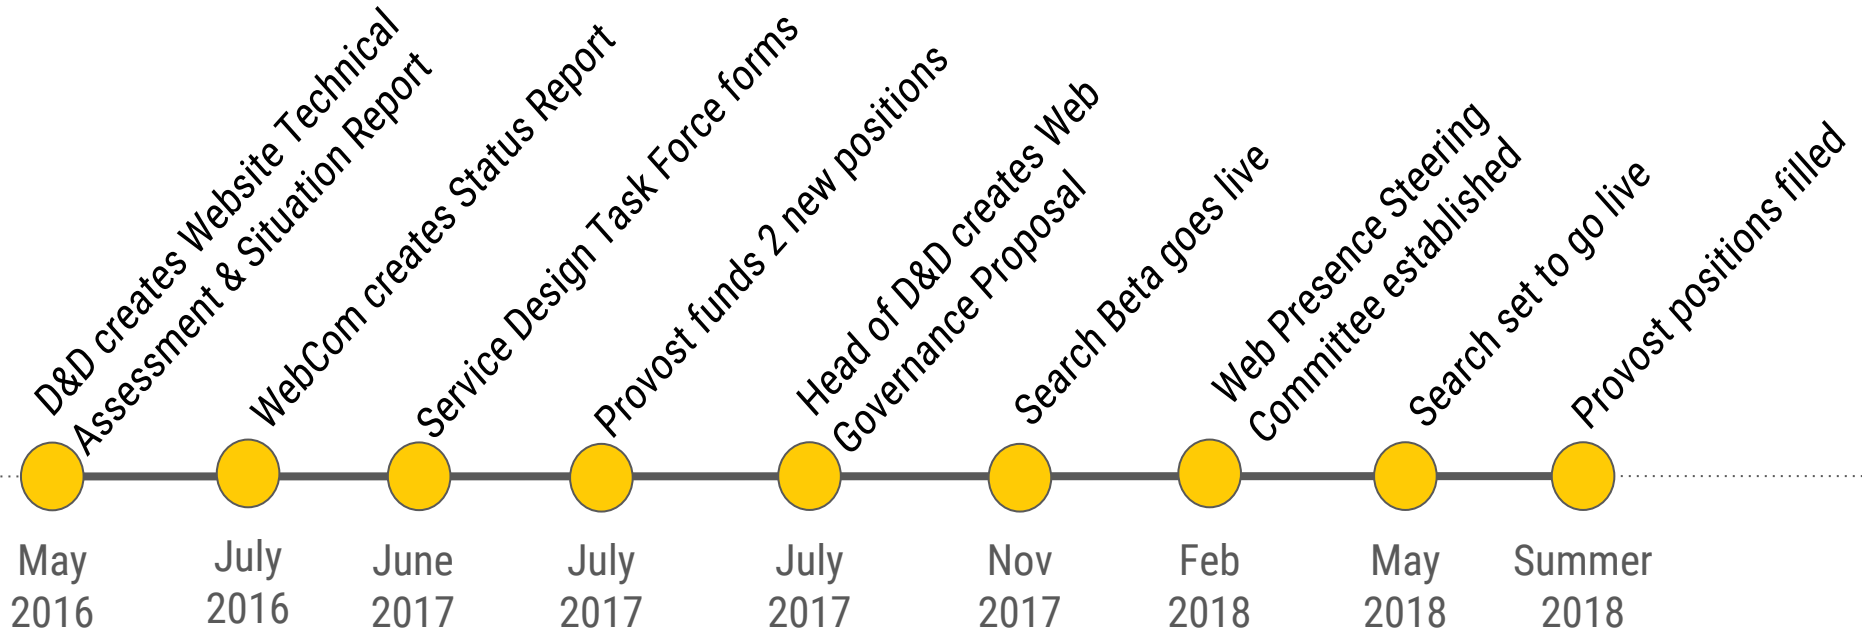 D&D creates Website Technical
Assessment & Situation Report
WebCom creates Status Report
Service Design Task Force forms
Provost funds 2 new positions
Head of D&D creates Web
Governance Proposal
Search Beta goes live
Web Presence Steering
Committee established
Search set to go live
Provost positions filled
May
2016
July
2016
June
2017
July
2017
July
2017
Nov
2017
Feb
2018
May
2018
Summer
2018